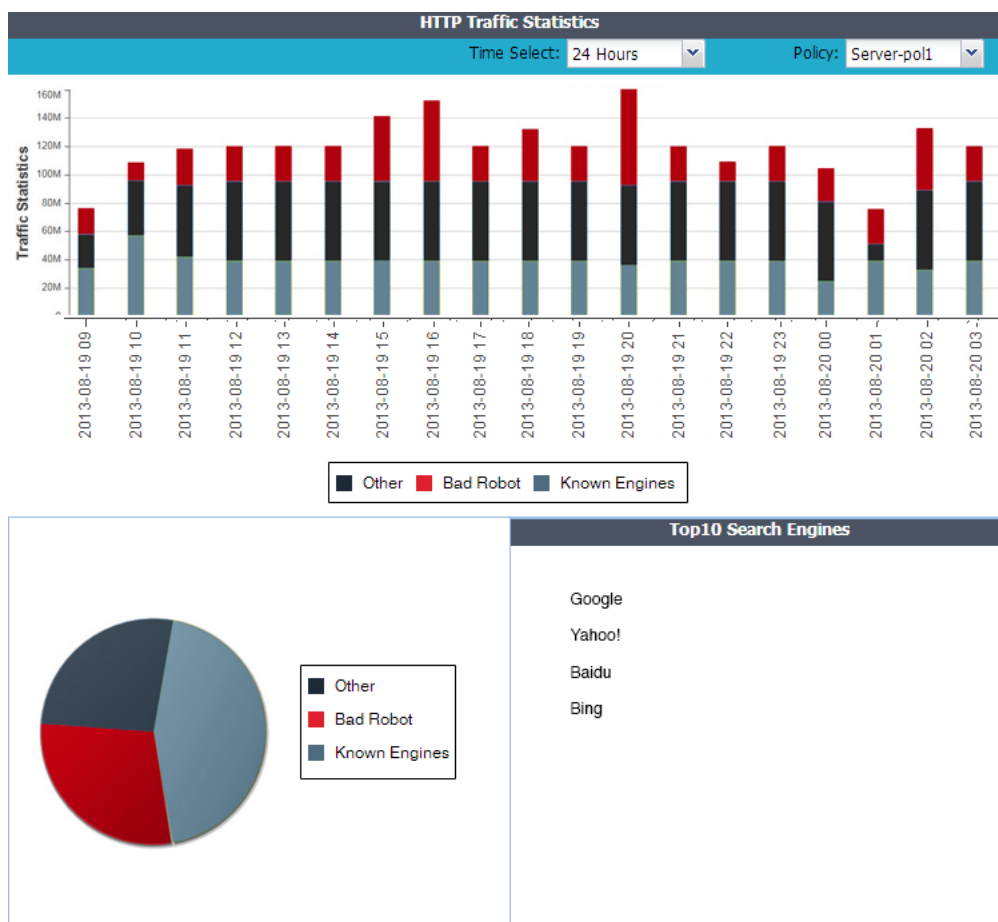 HTTP Traffic Statistics
Time Select: 24 Hours Policy: Server-pol1
Traffic Statistics
160M
140M
120M
100M
80M
60M
40M
20M
2013-08-19 09
2013-08-19 10
2013-08-19 11
2013-08-19 12
2013-08-19 13
2013-08-19 14
2013-08-19 15
2013-08-19 16
2013-08-19 17
2013-08-19 18
2013-08-19 19
2013-08-19 20
2013-08-19 21
2013-08-19 22
2013-08-19 23
2013-08-20 00
2013-08-20 01
2013-08-20 02
2013-08-20 03
Other Bad Robot Known Engines
Other
Bad Robot
Known Engines
Top10 Search Engines
Google
Yahoo!
Baidu
Bing